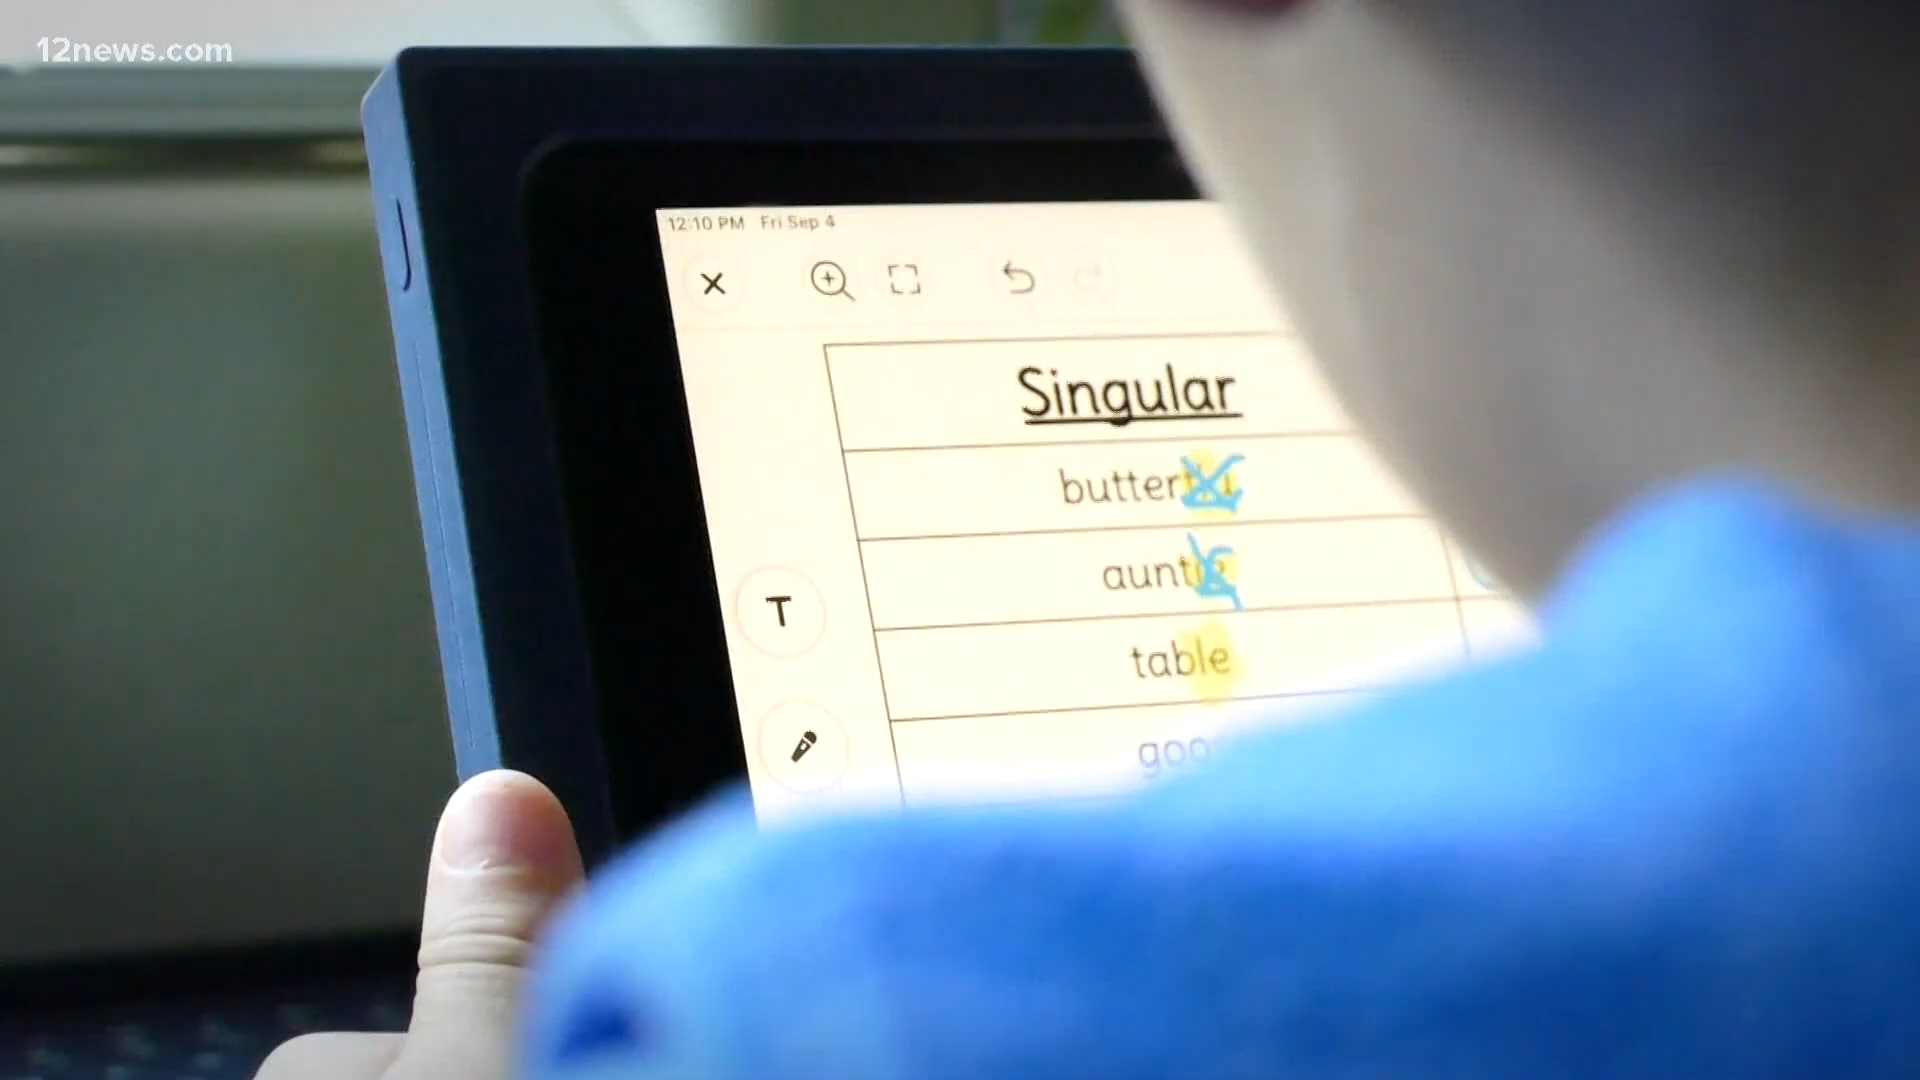 12news.com
12:10 PM Fri Sep 4
Singular
butter
aunt
table
T